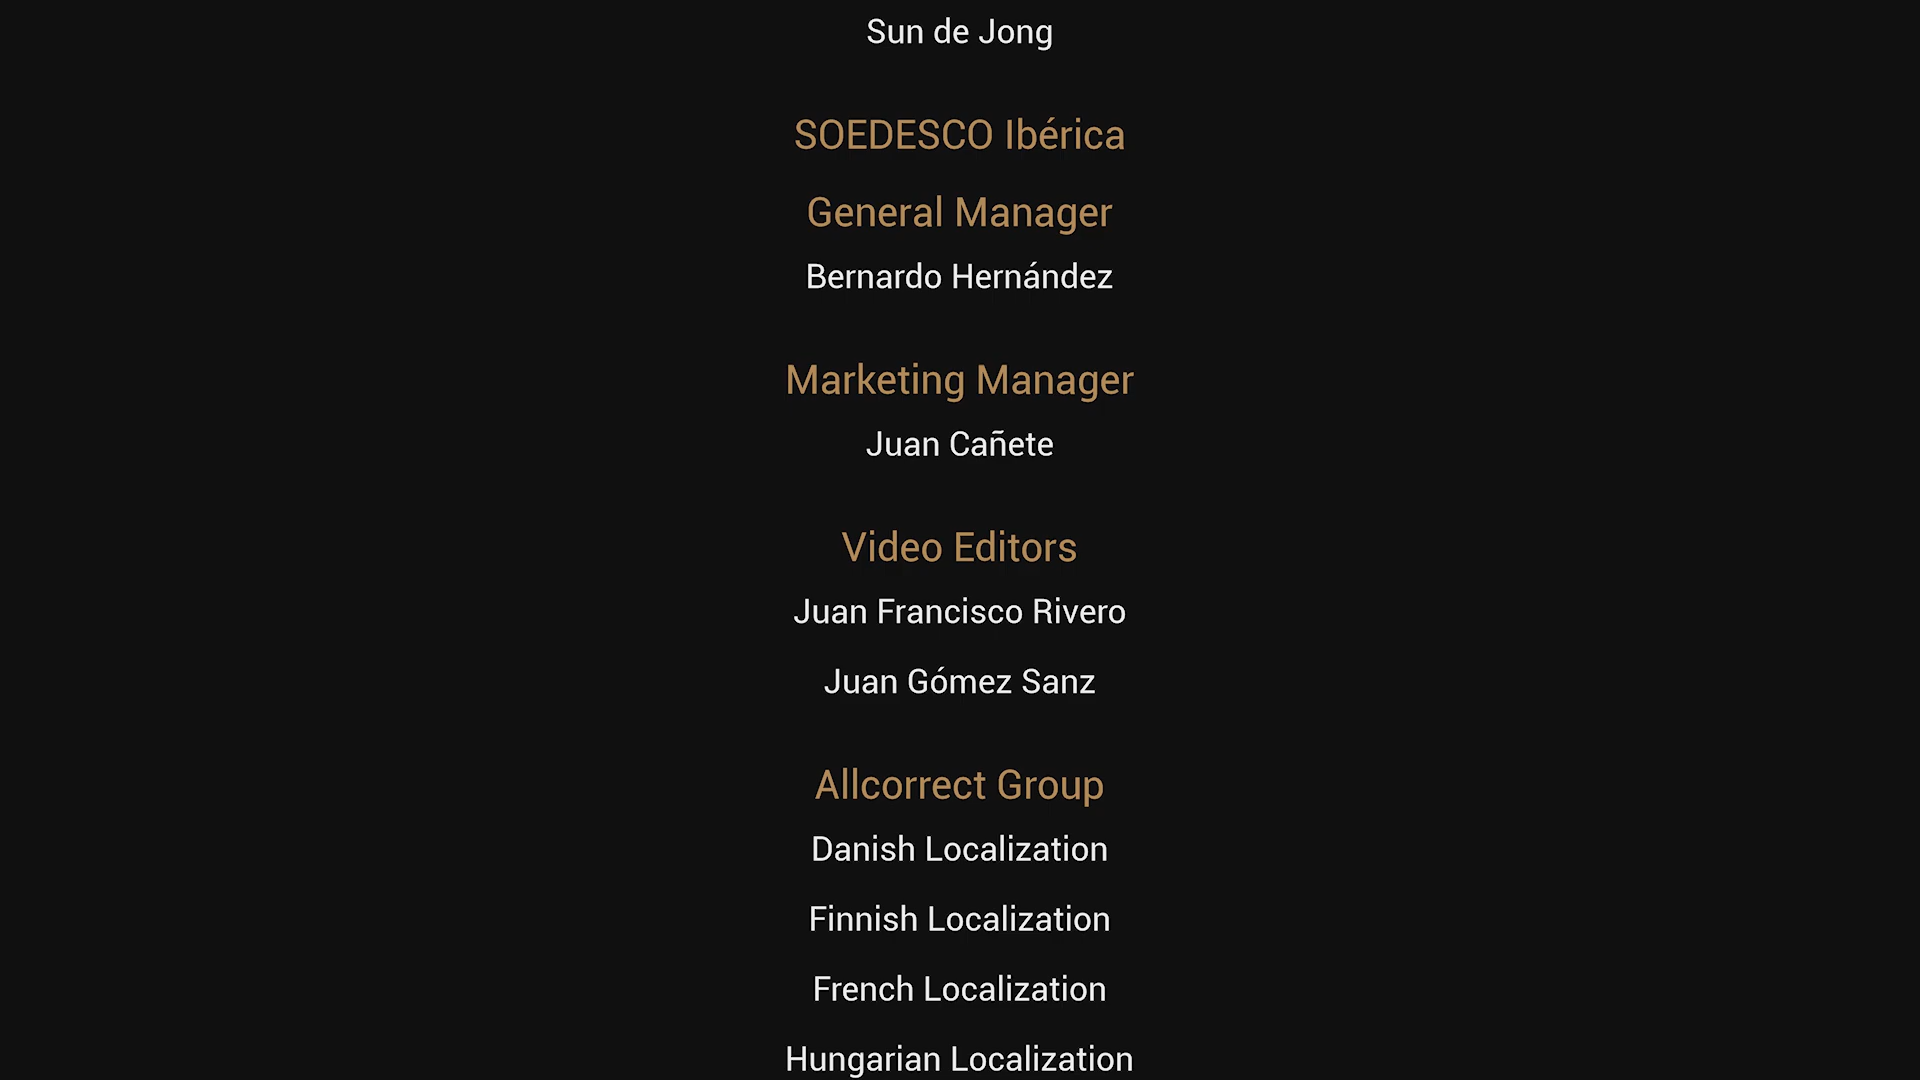 Sun de Jong
SOEDESCO Ibérica
General Manager
Bernardo Hernández
Marketing Manager
Juan Cañete
Video Editors
Juan Francisco Rivero
Juan Gómez Sanz
Allcorrect Group
Danish Localization
Finnish Localization
French Localization
Hungarian Localization